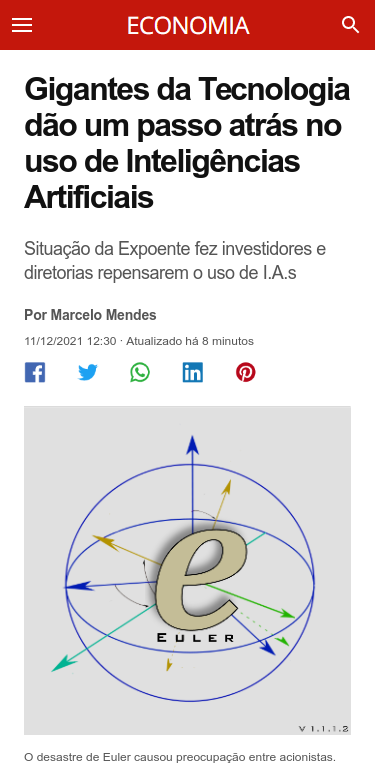 ECONOMIA
Gigantes da Tecnologia
dão um passo atrás no
uso de Inteligências
Artificiais
Situação da Expoente fez investidores e
diretorias repensarem o uso de I.A.s
Por Marcelo Mendes
11/12/2021 12:30 · Atualizado há 8 minutos
e
EULER
V 1.1.1.2
O desastre de Euler causou preocupação entre acionistas.